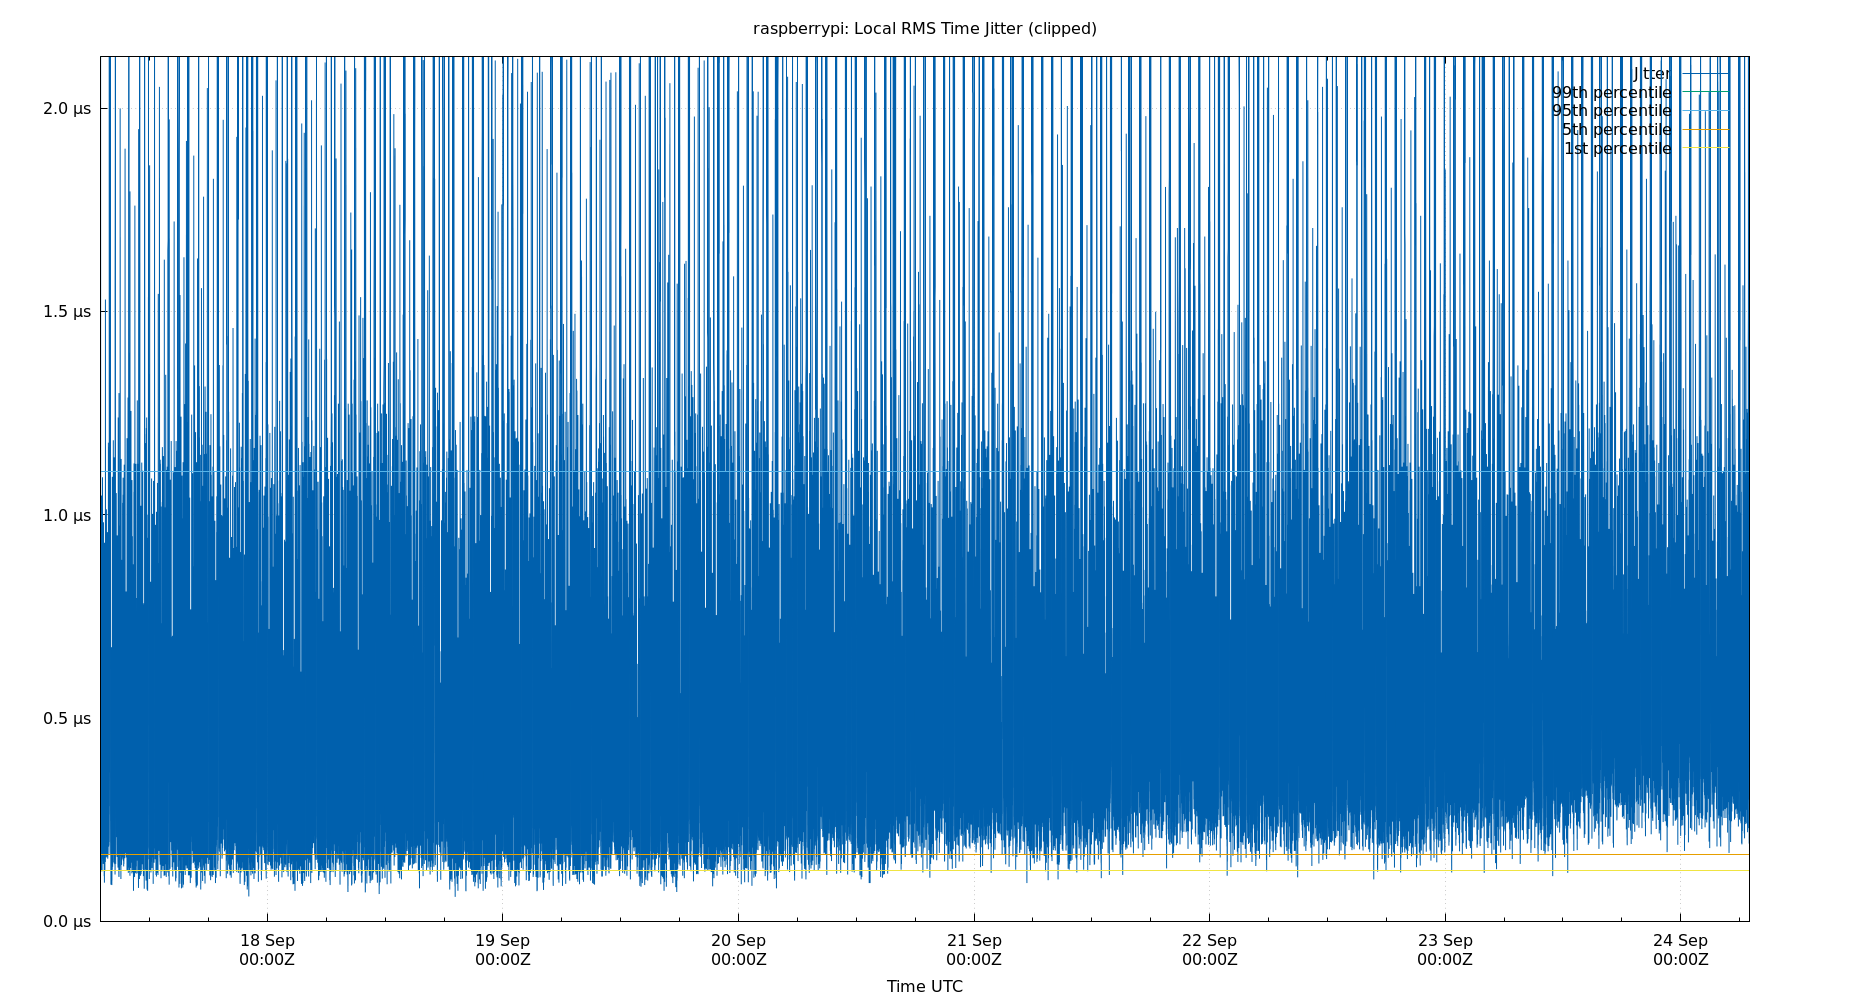 raspberrypi: Local RMS Time Jitter (clipped)
Jitter
99th percentile
95th percentile
5th percentile
1st percentile
2.0 µs
1.5 µs
1.0 µs
0.5 µs
0.0 µs
18 Sep 19 Sep 20 Sep 21 Sep 22 Sep 23 Sep 24 Sep
00:00Z 00:00Z 00:00Z 00:00Z 00:00Z 00:00Z 00:00Z
Time UTC